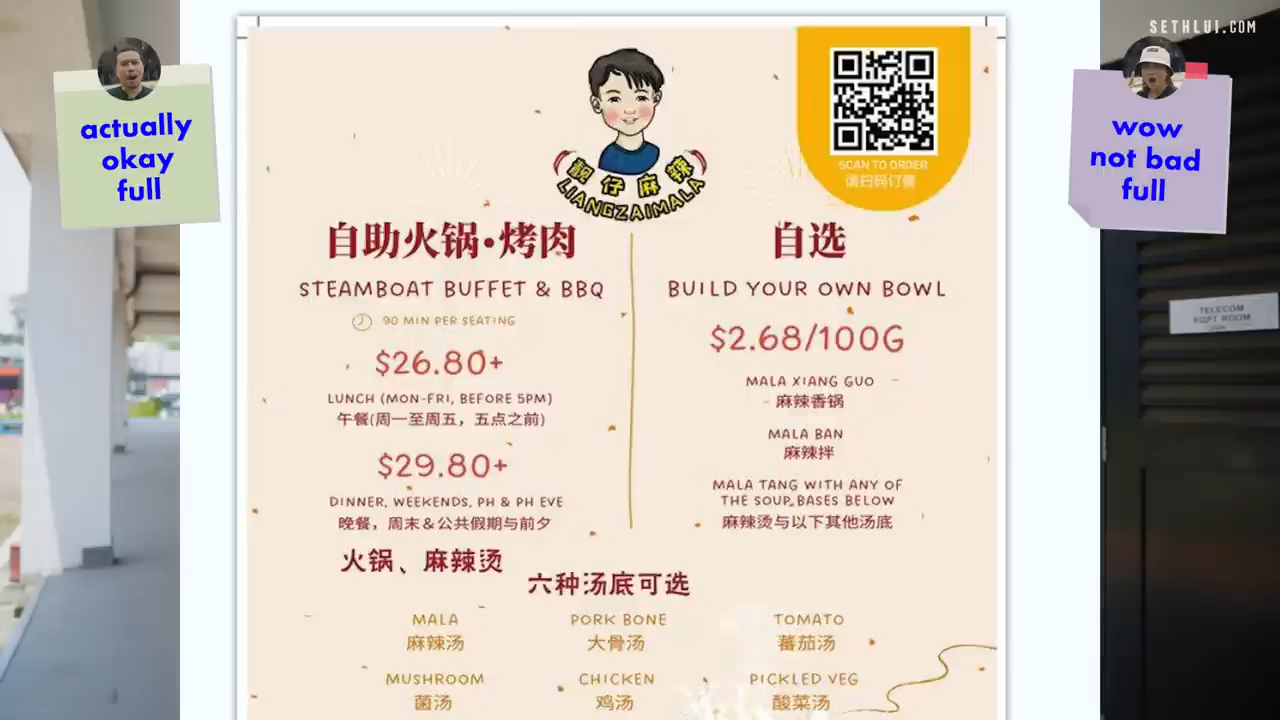 SETHLUI.COM
actually
okay
full
wow
not bad
full
靓仔麻辣
LIANGZAIMALA
SCAN TO ORDER
请扫码订餐
自助火锅•烤肉
STEAMBOAT BUFFET & BBQ
90 MIN PER SEATING
$26.80+
LUNCH (MON-FRI, BEFORE 5PM)
午餐(周一至周五，五点之前)
$29.80+
DINNER, WEEKENDS, PH & PH EVE
晚餐，周末&公共假期与前夕
自选
BUILD YOUR OWN BOWL
$2.68/100G
MALA XIANG GUO
麻辣香锅
MALA BAN
麻辣拌
MALA TANG WITH ANY OF
THE SOUP BASES BELOW
麻辣烫与以下其他汤底
火锅、麻辣烫
六种汤底可选
MALA
麻辣汤
PORK BONE
大骨汤
TOMATO
蕃茄汤
MUSHROOM
菌汤
CHICKEN
鸡汤
PICKLED VEG
酸菜汤
TELECOM